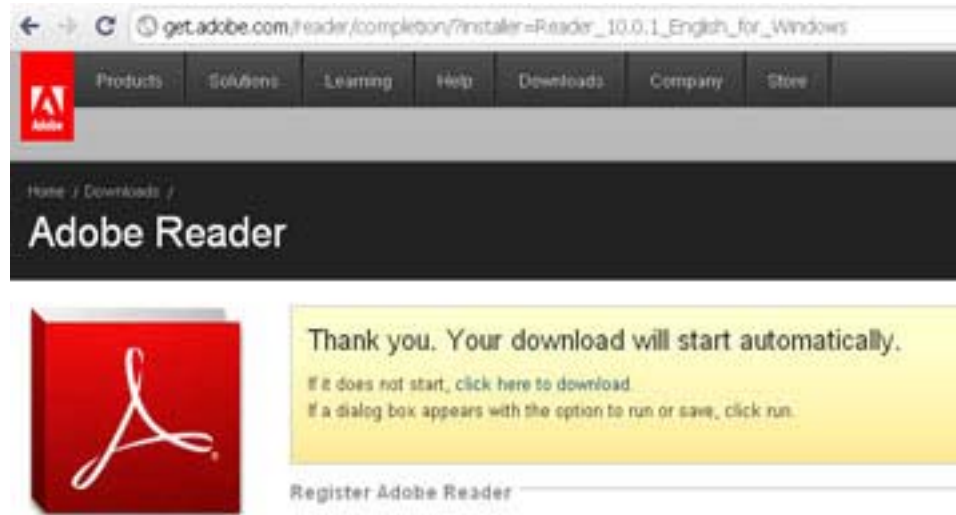 get.adobe.com/reader/completion/?installer=Reader_10.0.1_English_for_Windows
Products Solutions Learning Help Downloads Company Store
Adobe
Home / Downloads /
Adobe Reader
Thank you. Your download will start automatically.
If it does not start, click here to download.
If a dialog box appears with the option to run or save, click run.
Register Adobe Reader